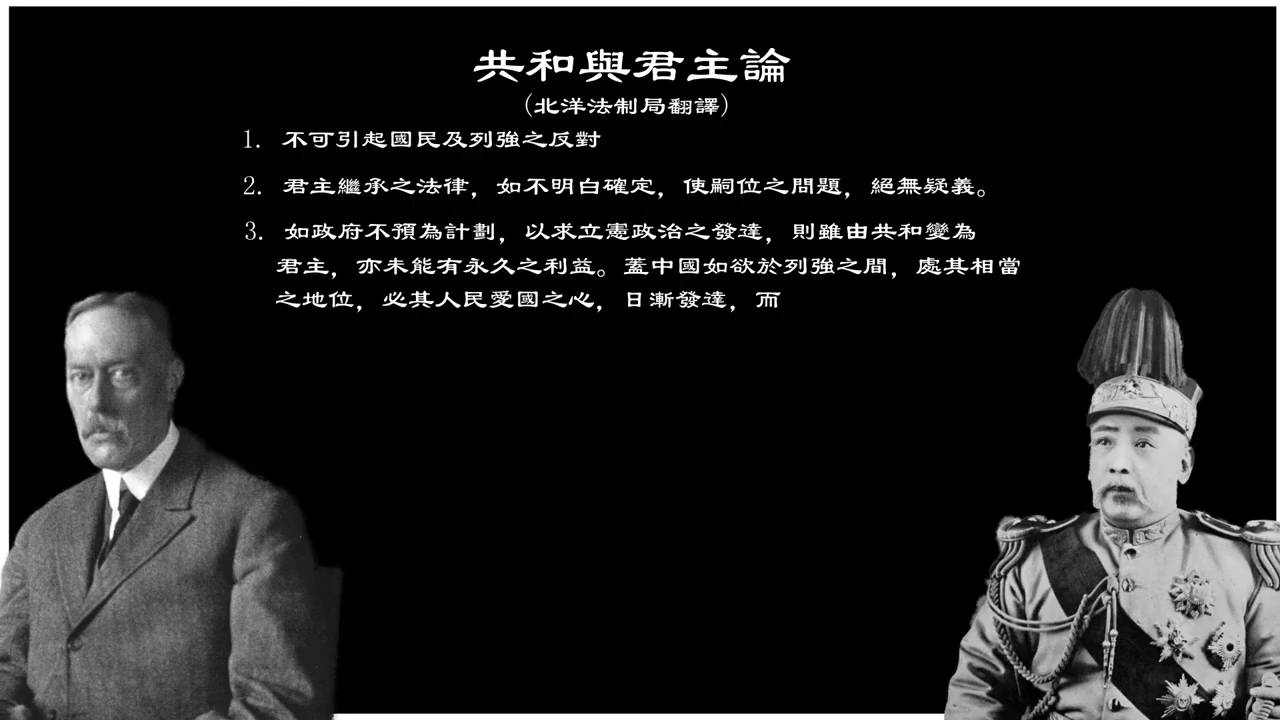 共和與君主論
(北洋法制局翻譯)
1. 不可引起國民及列強之反對
2. 君主繼承之法律,如不明白確定,使嗣位之問題,絕無疑義。
3. 如政府不預為計劃,以求立憲政治之發達,則雖由共和變為
君主,亦未能有永久之利益。蓋中國如欲於列強之間,處其相當
之地位,必其人民愛國之心,日漸發達,而